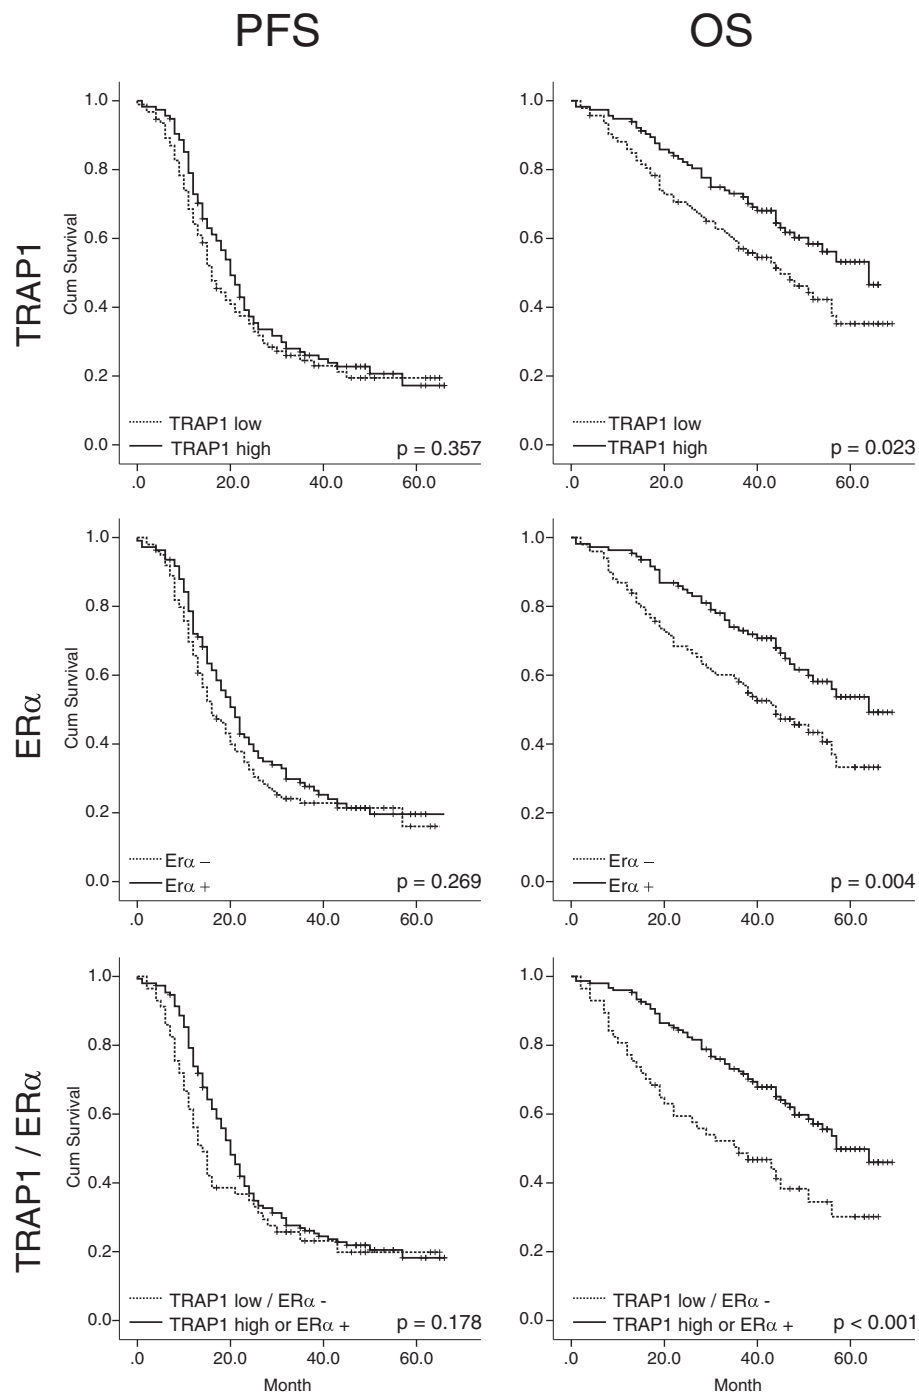 PFS
OS
TRAP1
Cum Survival
1.0
0.8
0.6
0.4
0.2
0.0
TRAP1 low
TRAP1 high
p = 0.357
.0 20.0 40.0 60.0
1.0
0.8
0.6
0.4
0.2
0.0
TRAP1 low
TRAP1 high
p = 0.023
.0 20.0 40.0 60.0
ERα
Cum Survival
1.0
0.8
0.6
0.4
0.2
0.0
Erα –
Erα +
p = 0.269
.0 20.0 40.0 60.0
1.0
0.8
0.6
0.4
0.2
0.0
Erα –
Erα +
p = 0.004
.0 20.0 40.0 60.0
TRAP1 / ERα
Cum Survival
1.0
0.8
0.6
0.4
0.2
0.0
TRAP1 low / ERα -
TRAP1 high or ERα +
p = 0.178
.0 20.0 40.0 60.0
Month
1.0
0.8
0.6
0.4
0.2
0.0
TRAP1 low / ERα -
TRAP1 high or ERα +
p < 0.001
.0 20.0 40.0 60.0
Month